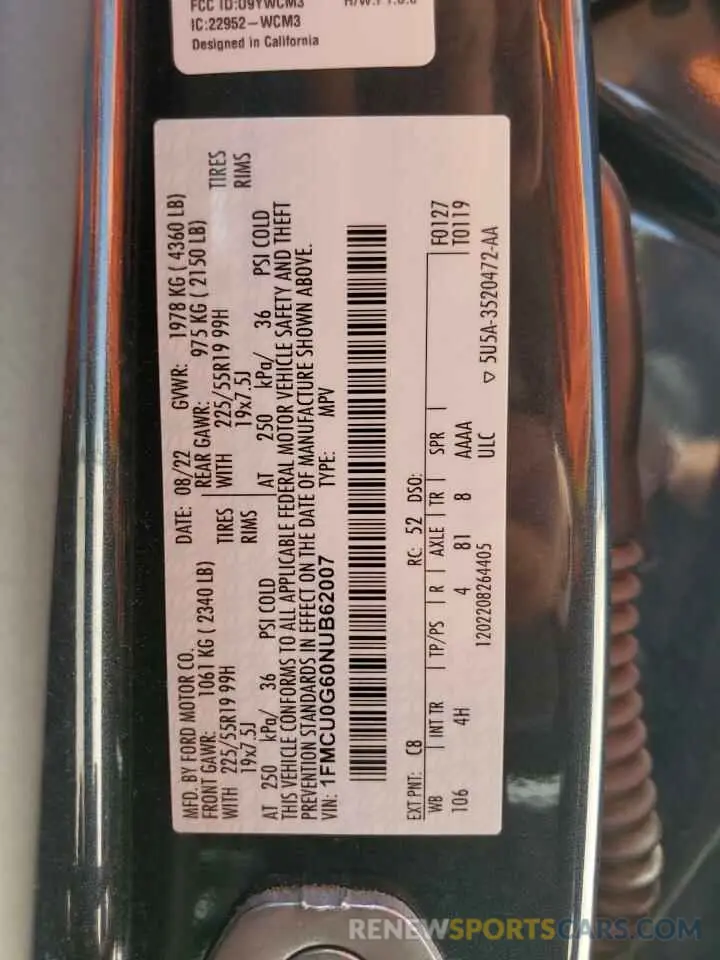 FCC ID:O9YWCM3
IC:22952-WCM3
Designed in California
MFD. BY FORD MOTOR CO.
DATE: 08/22 GVWR: 1978 KG ( 4360 LB)
FRONT GAWR: 1061 KG ( 2340 LB) REAR GAWR: 975 KG ( 2150 LB)
WITH 225/55R19 99H TIRES WITH 225/55R19 99H TIRES
19x7.5J RIMS 19x7.5J RIMS
AT 250 kPa/ 36 PSI COLD AT 250 kPa/ 36 PSI COLD
THIS VEHICLE CONFORMS TO ALL APPLICABLE FEDERAL MOTOR VEHICLE SAFETY AND THEFT
PREVENTION STANDARDS IN EFFECT ON THE DATE OF MANUFACTURE SHOWN ABOVE.
VIN: 1FMCU0G60NUB62007 TYPE: MPV
EXT PNT: C8 RC: 52 DSO:
WB INT TR TP/PS R AXLE TR SPR F0127
106 4H 4 81 8 AAAA T0119
1202208264405 ULC
5U5A-3520472-AA
RENEWSPORTSCARS.COM